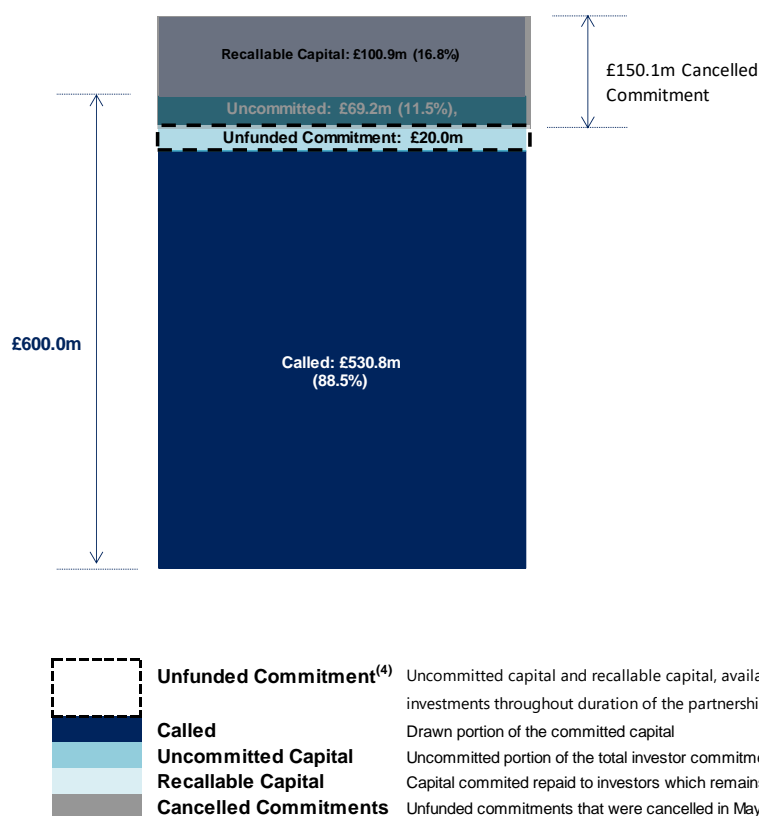 Recallable Capital: £100.9m (16.8%)
£150.1m Cancelled
Commitment
Uncommitted: £69.2m (11.5%),
Unfunded Commitment: £20.0m
£600.0m
Called: £530.8m
(88.5%)
Unfunded Commitment(4) Uncommitted capital and recallable capital, availa
investments throughout duration of the partnershi
Called Drawn portion of the committed capital
Uncommitted Capital Uncommitted portion of the total investor commitme
Recallable Capital Capital commited repaid to investors which remains
Cancelled Commitments Unfunded commitments that were cancelled in May